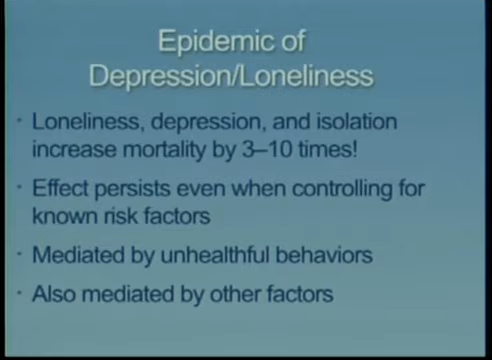 Epidemic of
Depression/Loneliness
· Loneliness, depression, and isolation
increase mortality by 3–10 times!
· Effect persists even when controlling for
known risk factors
· Mediated by unhealthful behaviors
· Also mediated by other factors